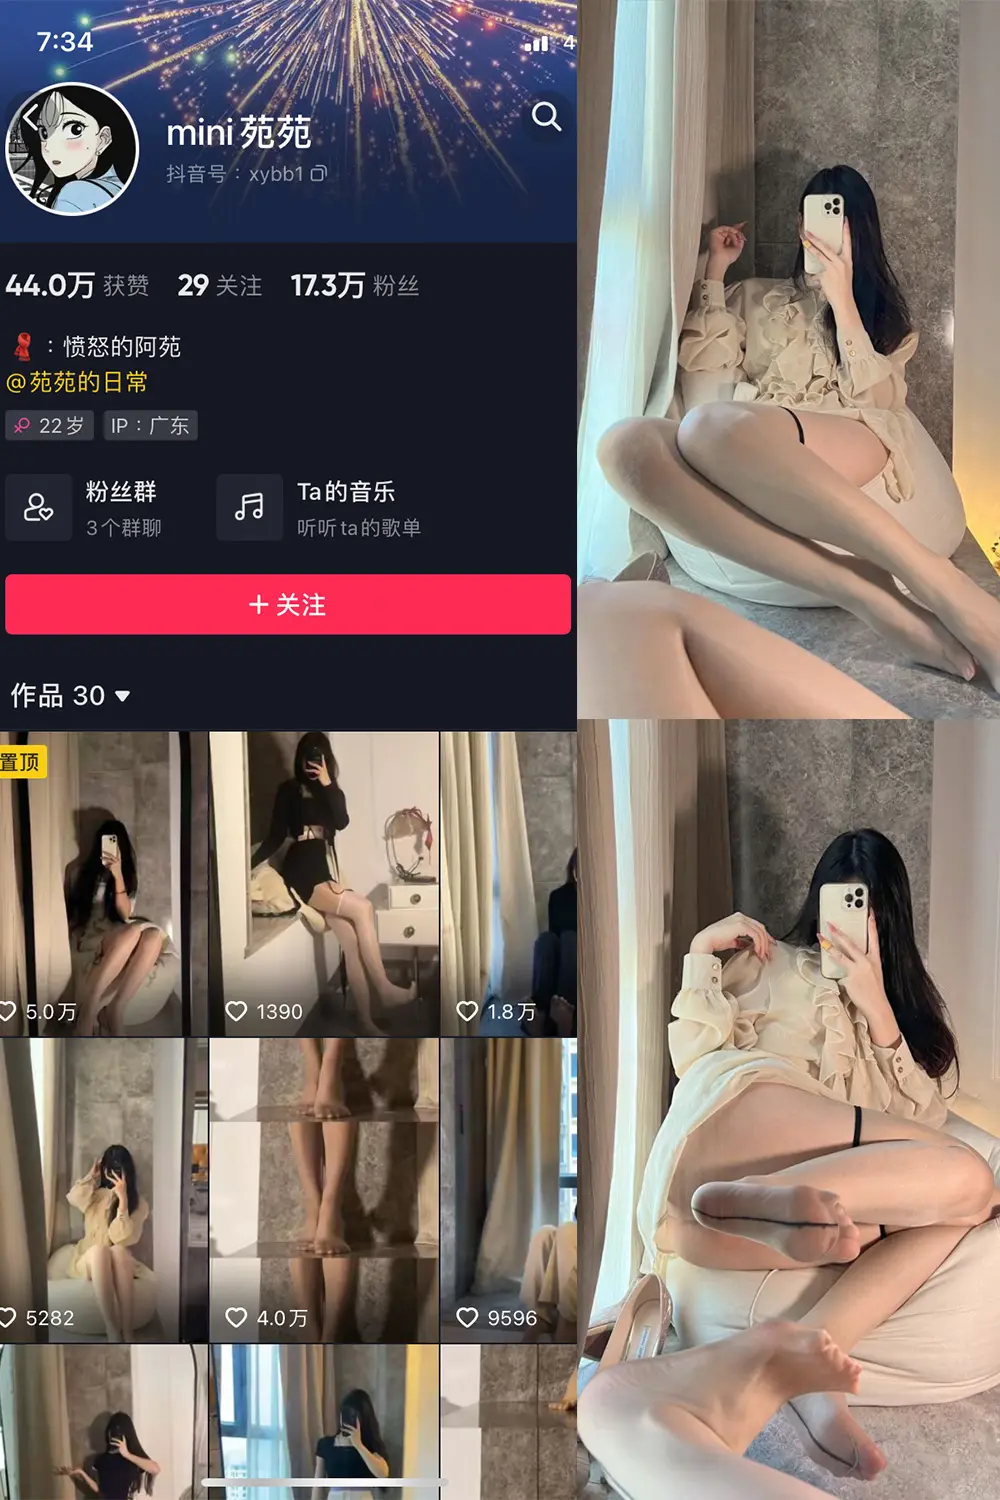 7:34
4
mini苑苑
抖音号：xybb1
44.0万 获赞 29 关注 17.3万 粉丝
：愤怒的阿苑
@苑苑的日常
22岁 IP：广东
粉丝群
3个群聊
Ta的音乐
听听ta的歌单
+ 关注
作品 30
置顶
5.0万 1390 1.8万
5282 4.0万 9596